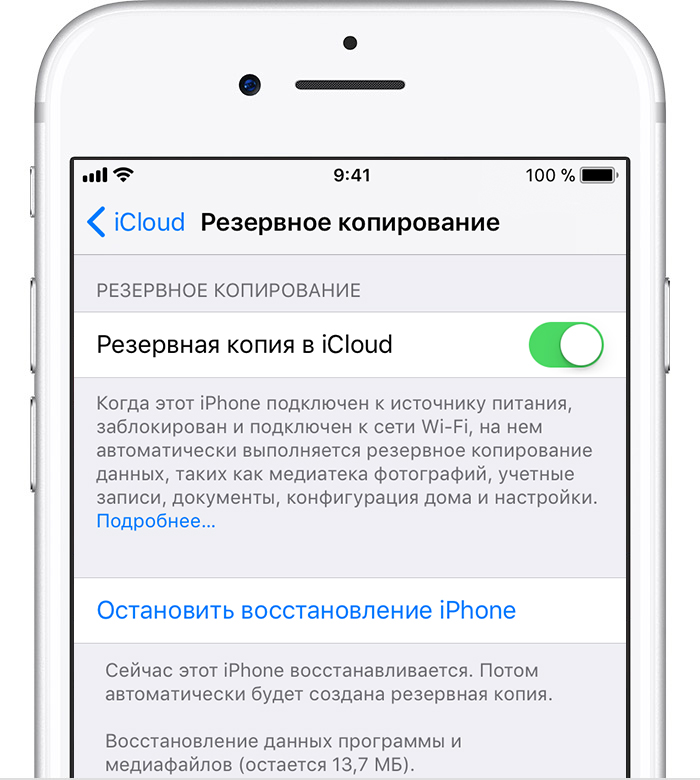 9:41
100 %
iCloud Резервное копирование
РЕЗЕРВНОЕ КОПИРОВАНИЕ
Резервная копия в iCloud
Когда этот iPhone подключен к источнику питания,
заблокирован и подключен к сети Wi-Fi, на нем
автоматически выполняется резервное копирование
данных, таких как медиатека фотографий, учетные
записи, документы, конфигурация дома и настройки.
Подробнее...
Остановить восстановление iPhone
Сейчас этот iPhone восстанавливается. Потом
автоматически будет создана резервная копия.
Восстановление данных программы и
медиафайлов (остается 13,7 МБ).